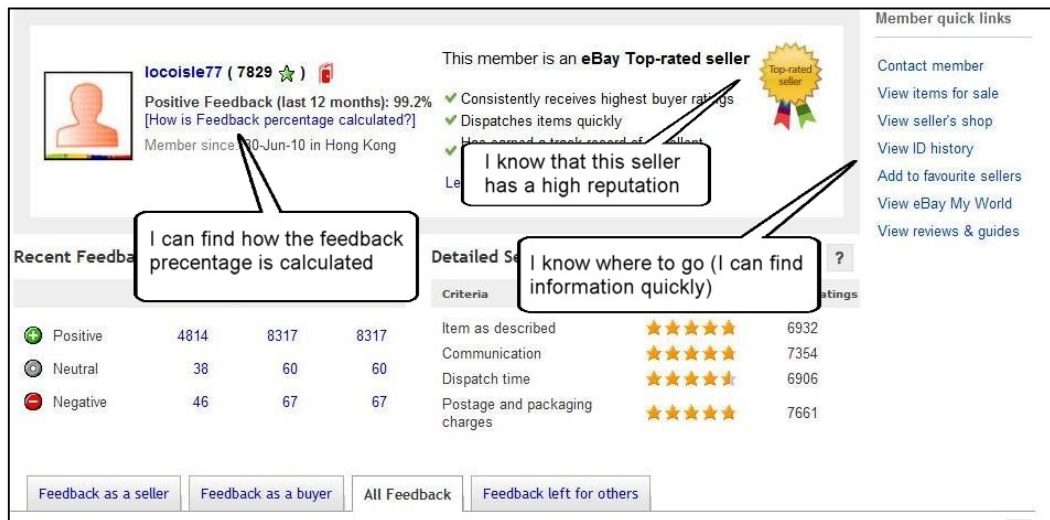 Member quick links
locoisle77 ( 7829 )
This member is an eBay Top-rated seller
Top-rated
seller
Contact member
Positive Feedback (last 12 months): 99.2%
Consistently receives highest buyer ratings
View items for sale
[How is Feedback percentage calculated?]
Dispatches items quickly
View seller's shop
Member since: 30-Jun-10 in Hong Kong
Has earned a track record of excellent
View ID history
I know that this seller
has a high reputation
Add to favourite sellers
View eBay My World
View reviews & guides
I can find how the feedback
precentage is calculated
I know where to go (I can find
information quickly)
Recent
Detailed
?
Criteria
Positive 4814 8317 8317
Neutral 38 60 60
Negative 46 67 67
Item as described 6932
Communication 7354
Dispatch time 6906
Postage and packaging
charges 7661
Feedback as a seller
Feedback as a buyer
All Feedback
Feedback left for others